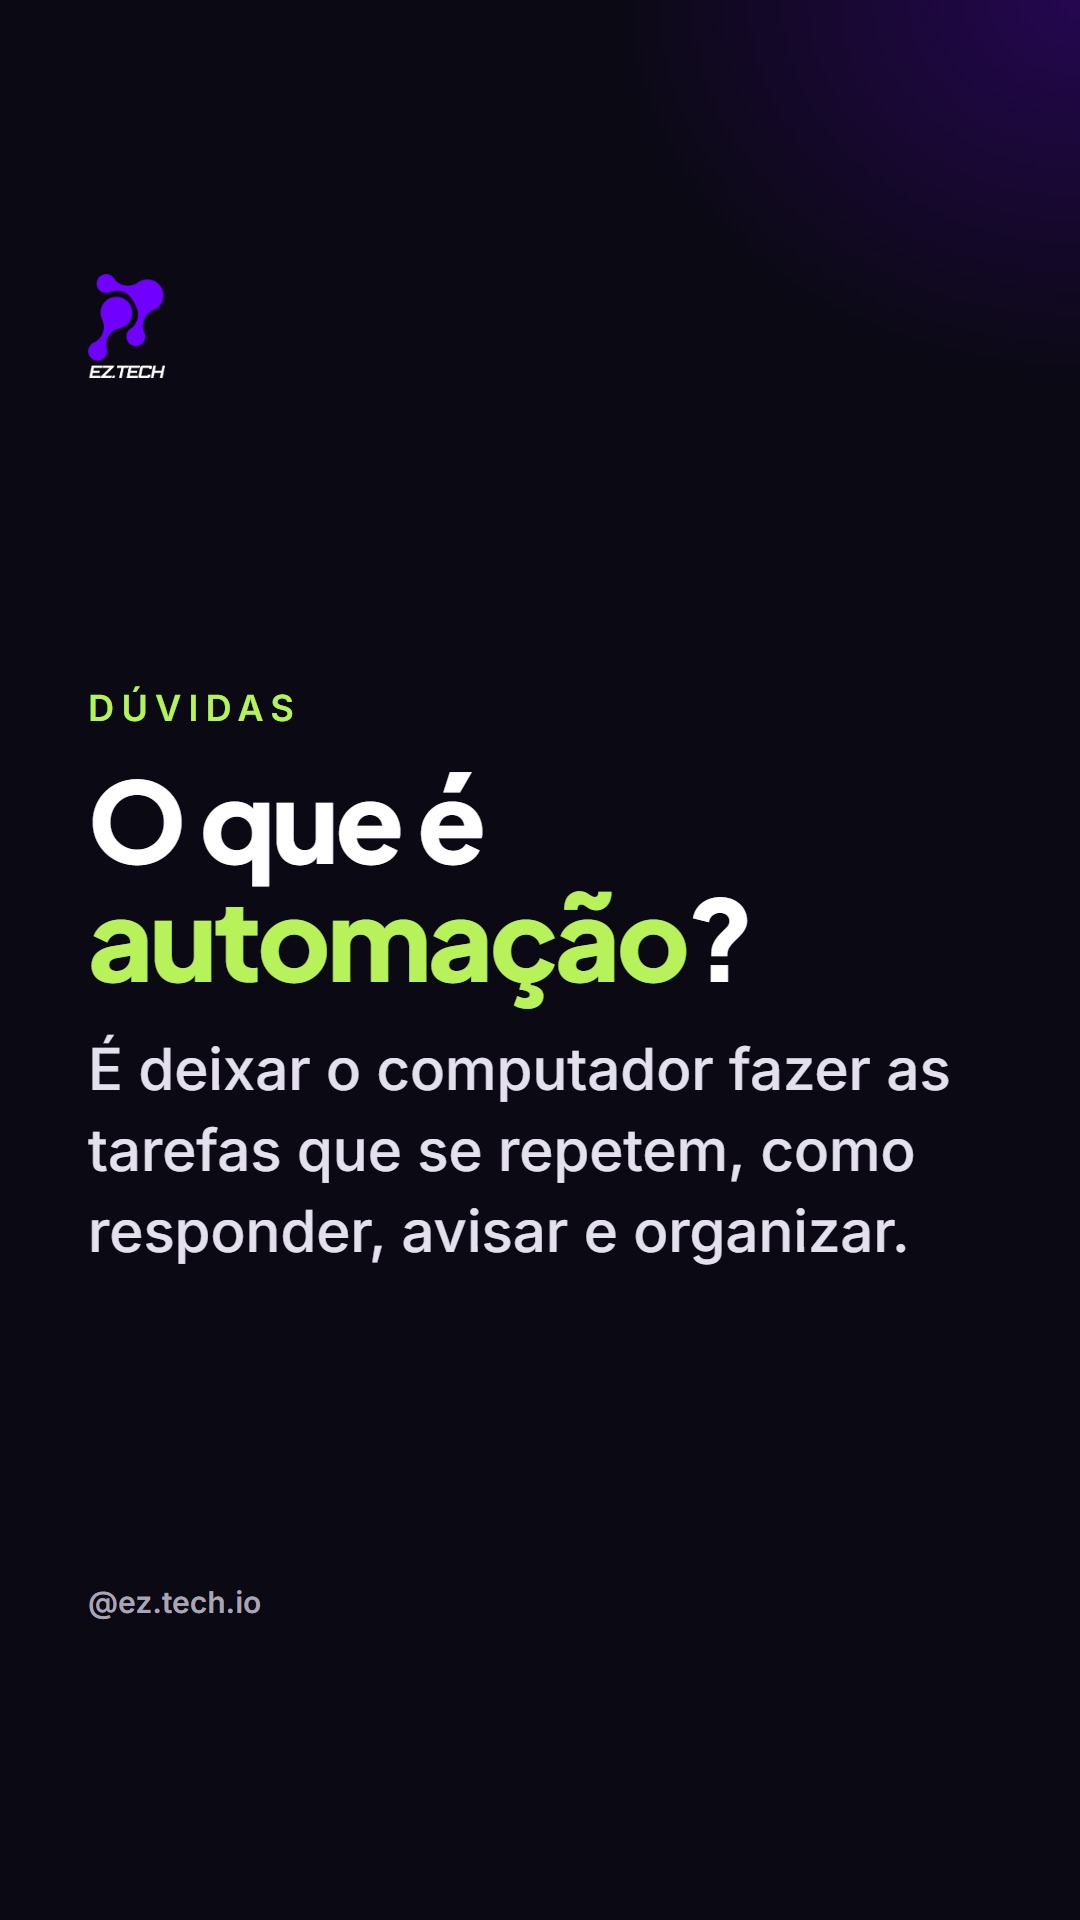 EZ.TECH
DÚVIDAS
O que é
automação?
É deixar o computador fazer as
tarefas que se repetem, como
responder, avisar e organizar.
@ez.tech.io